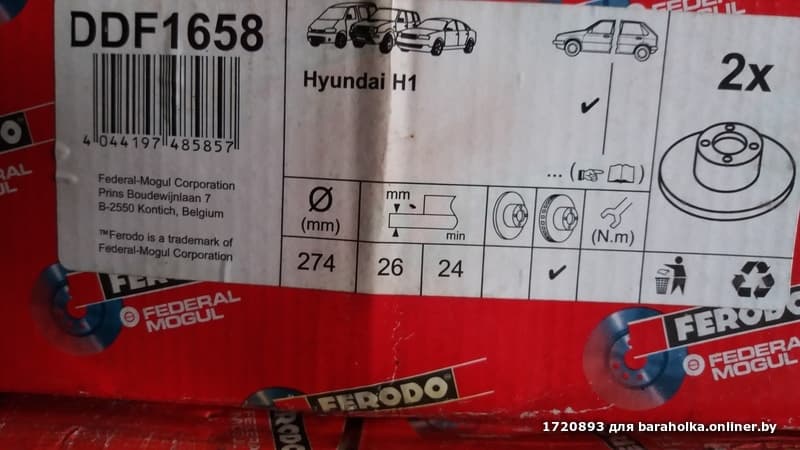 DDF1658
4 044197 485857
Federal-Mogul Corporation
Prins Boudewijnlaan 7
B-2550 Kontich, Belgium
™Ferodo is a trademark of
Federal-Mogul Corporation
Hyundai H1
2x
... ( )
Ø
(mm)
mm
min
(N.m)
274
26
24
FERODO
FEDERAL
MOGUL
FERODO
FEDERAL
MOGUL
FERODO
1720893 для baraholka.onliner.by